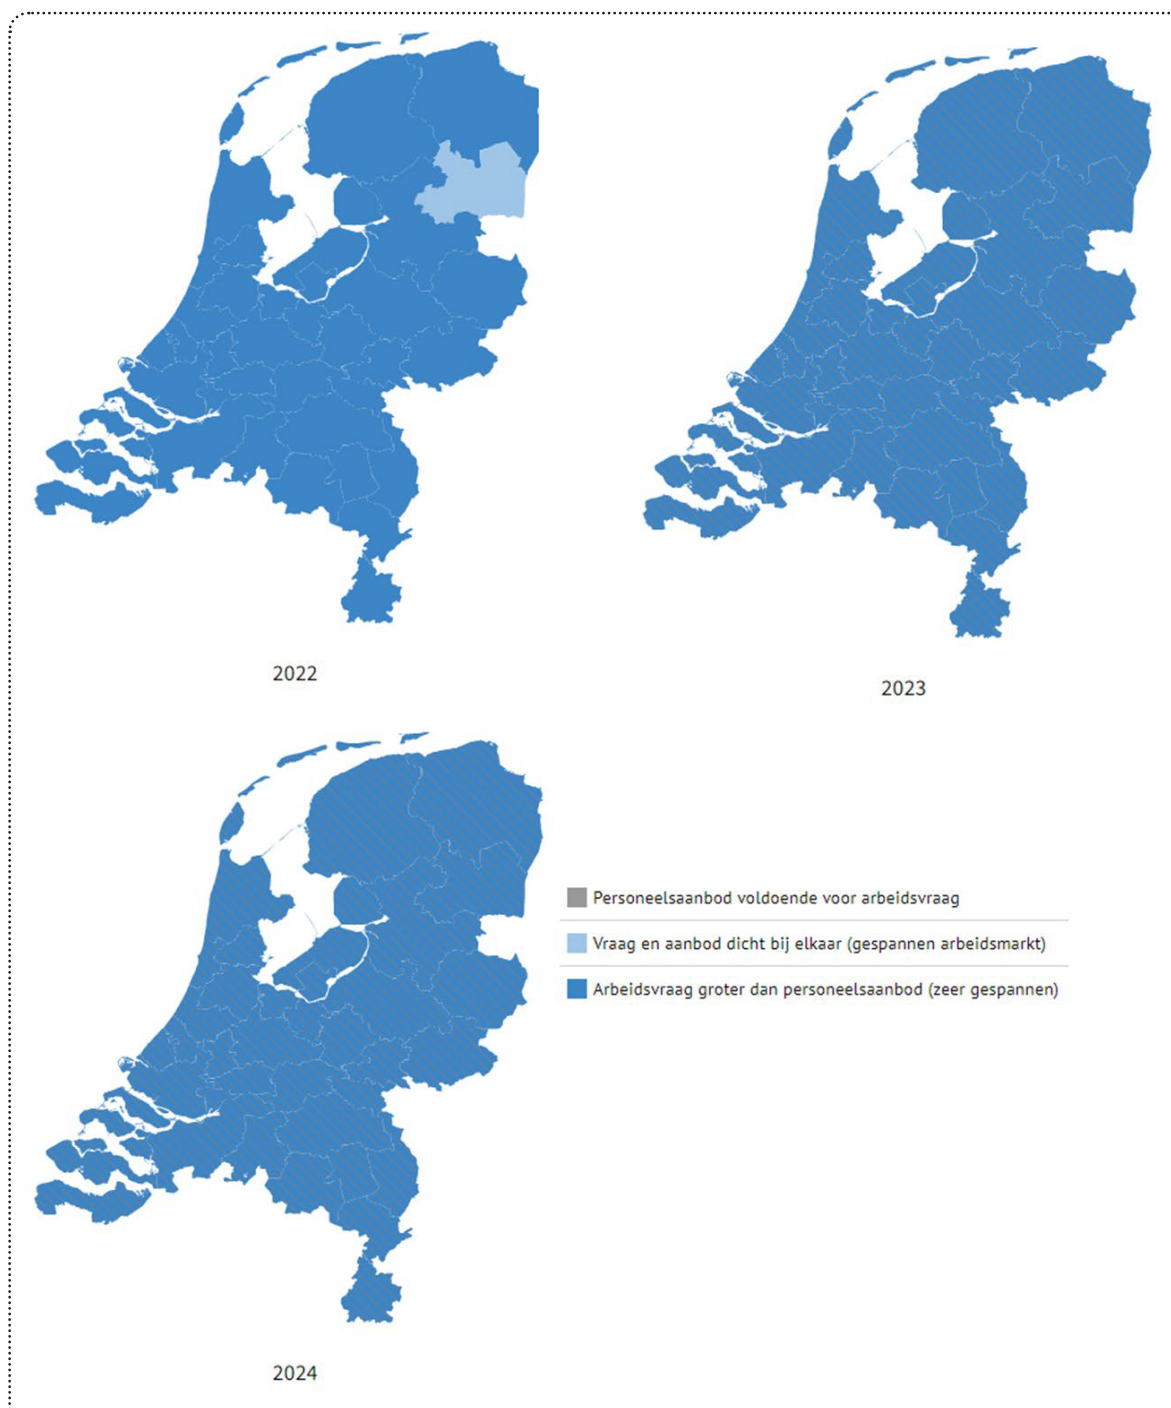 2022
2023
Personeelsaanbod voldoende voor arbeidsvraag
Vraag en aanbod dicht bij elkaar (gespannen arbeidsmarkt)
Arbeidsvraag groter dan personeelsaanbod (zeer gespannen)
2024